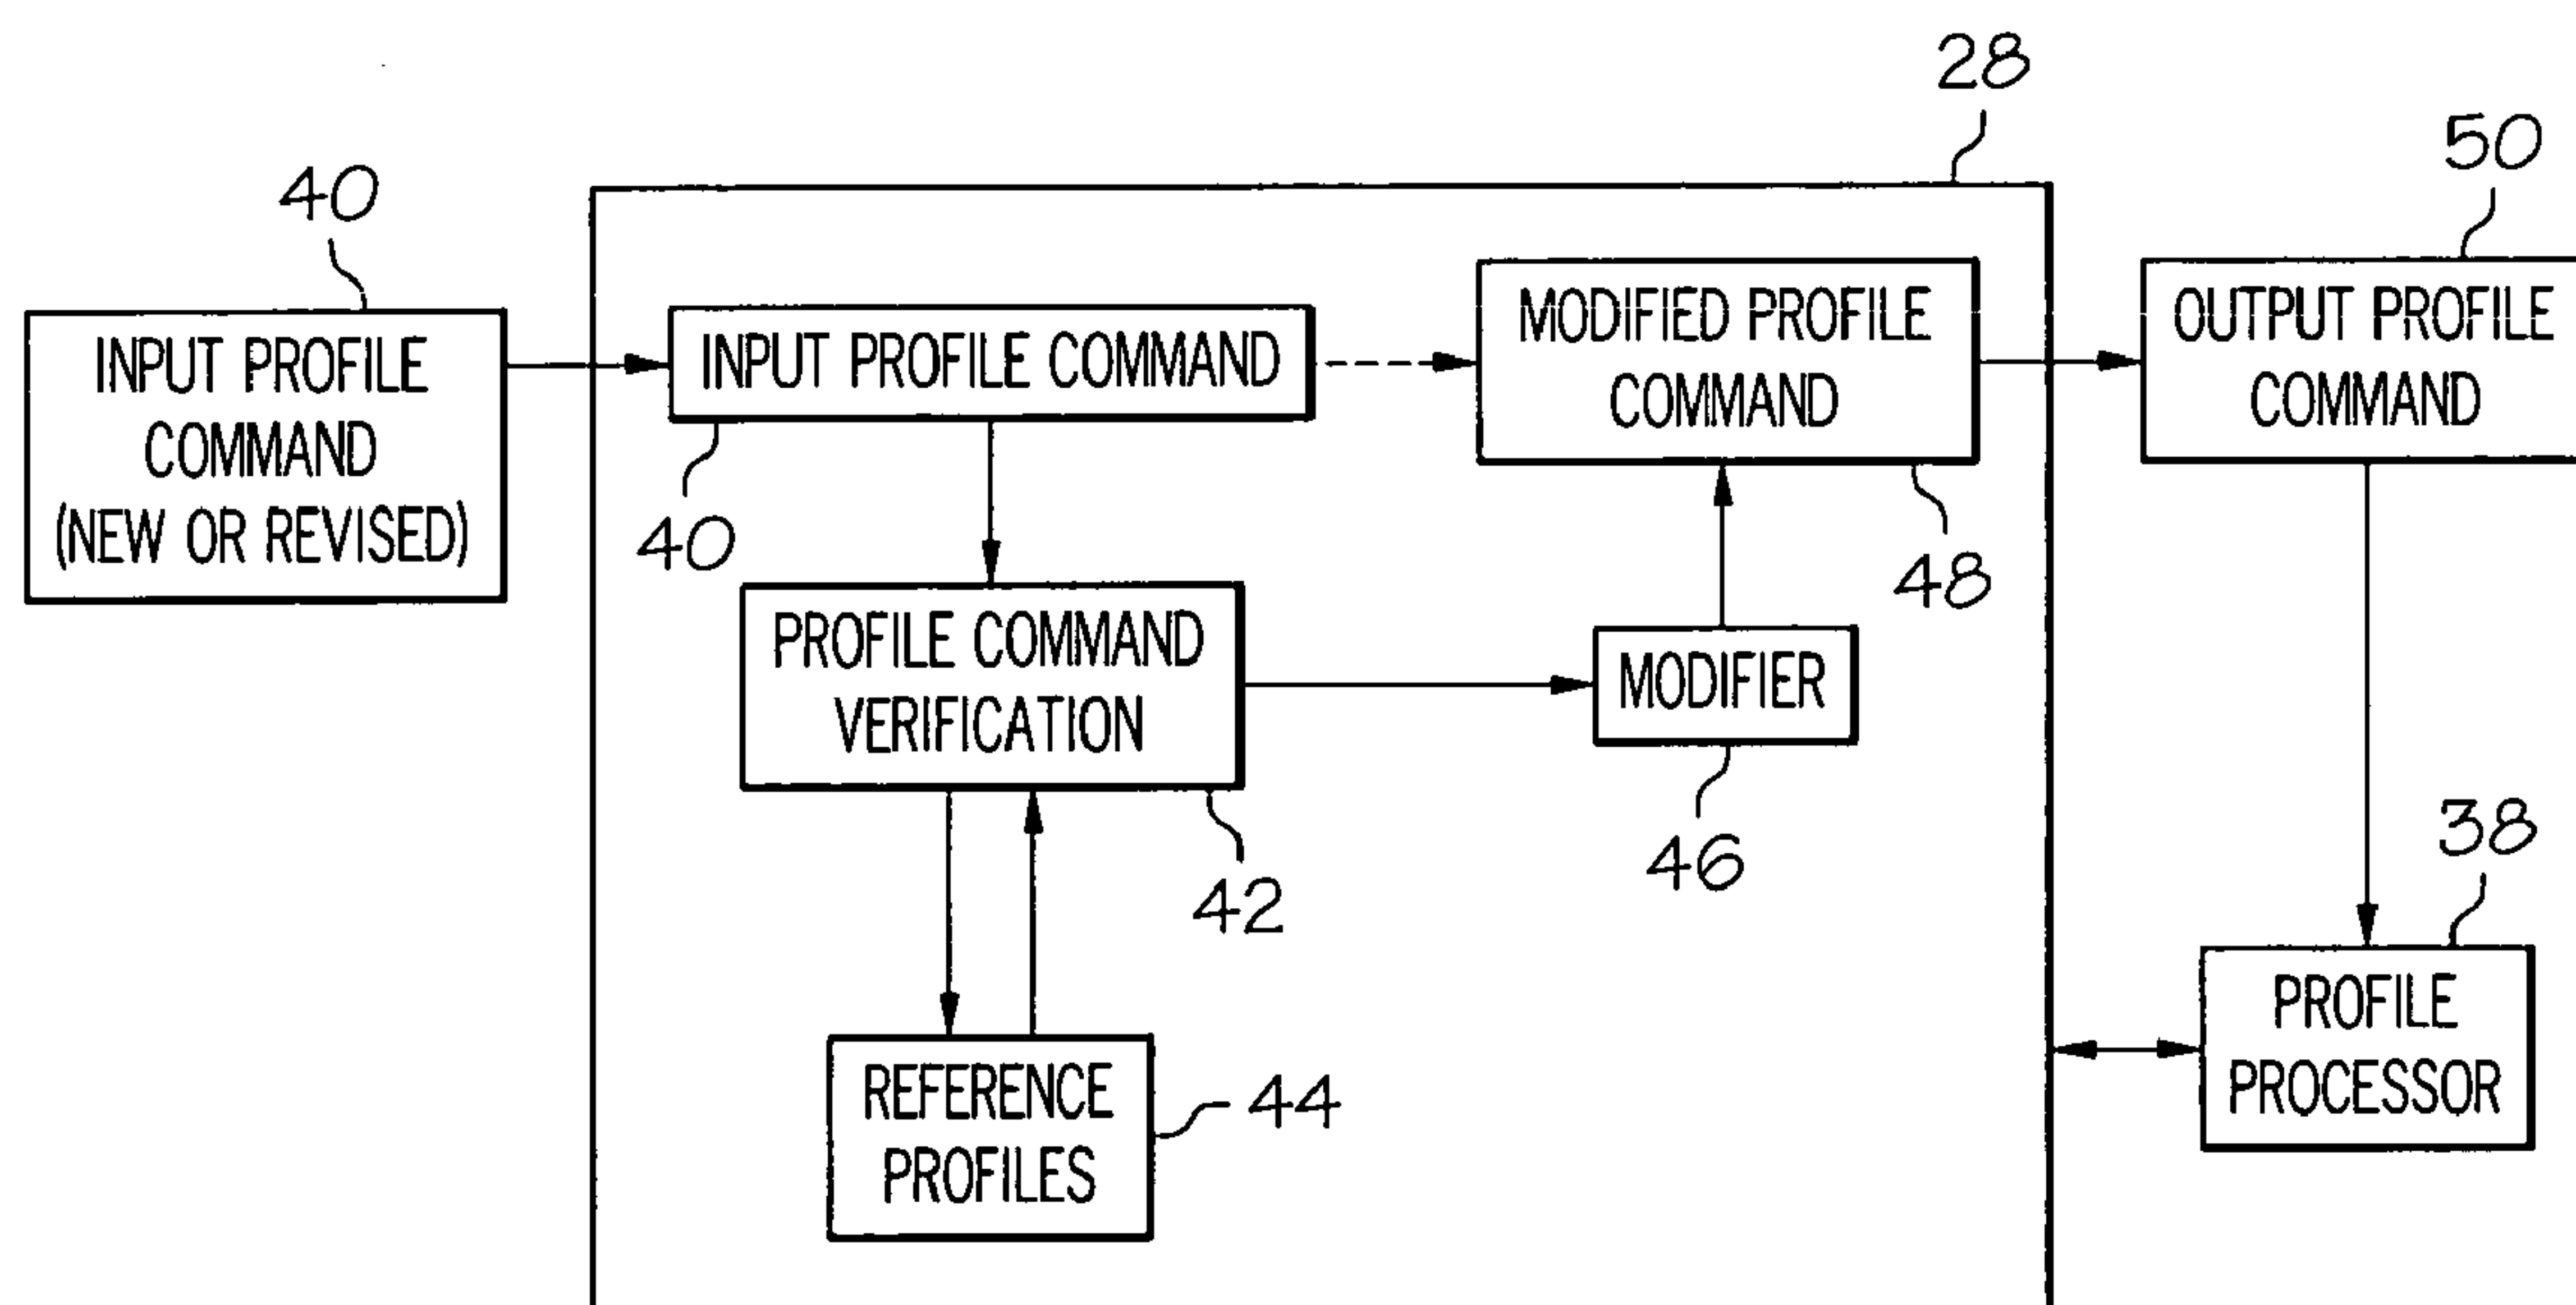 28
50
40
INPUT PROFILE
COMMAND
(NEW OR REVISED)
INPUT PROFILE COMMAND
40
MODIFIED PROFILE
COMMAND
48
OUTPUT PROFILE
COMMAND
PROFILE COMMAND
VERIFICATION
42
MODIFIER
46
38
REFERENCE
PROFILES
44
PROFILE
PROCESSOR